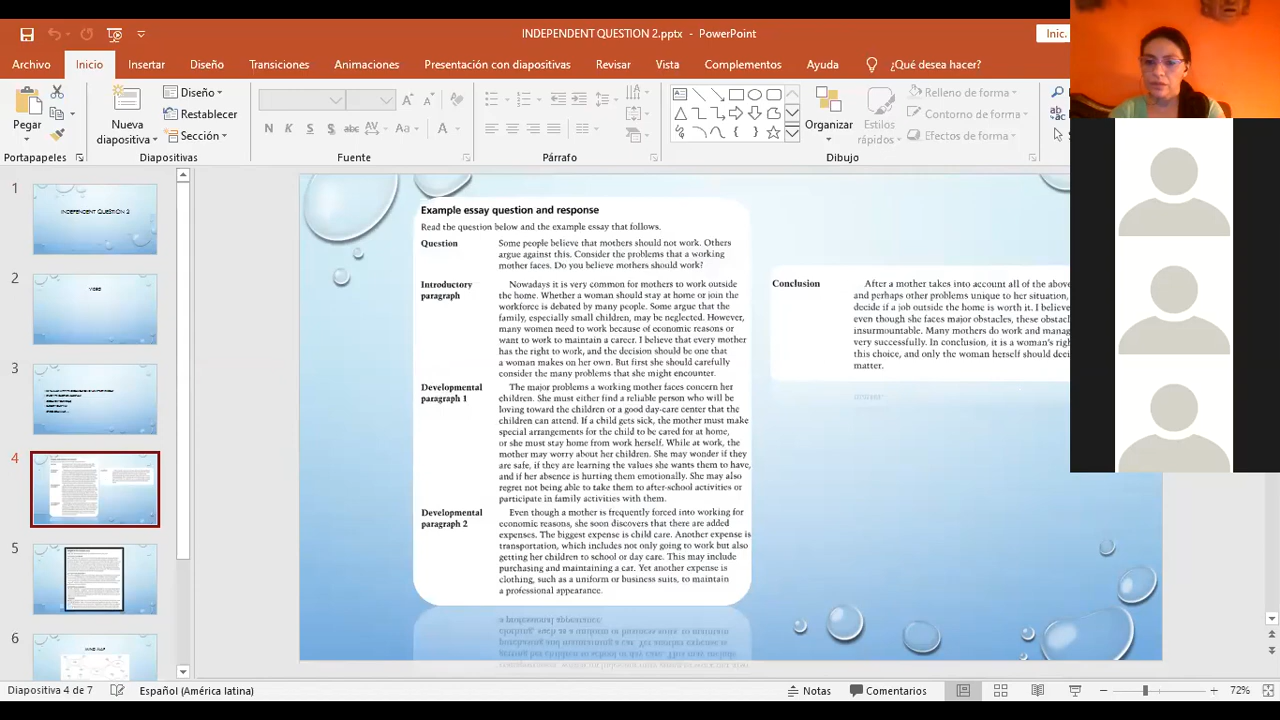 INDEPENDENT QUESTION 2.pptx - PowerPoint
Inic.
Archivo
Inicio
Insertar
Diseño
Transiciones
Animaciones
Presentación con diapositivas
Revisar
Vista
Complementos
Ayuda
¿Qué desea hacer?
Pegar
Nueva
diapositiva
Diseño
Restablecer
Sección
N
K
S
S
abc
AV
Aa
A
Organizar
Estilos
rápidos
Relleno de forma
Contorno de forma
Efectos de forma
Portapapeles
Diapositivas
Fuente
Párrafo
Dibujo
1
INDEPENDENT QUESTION 2
2
3
4
5
6
MIND MAP
Example essay question and response
Read the question below and the example essay that follows.
Question
Some people believe that mothers should not work. Others
argue against this. Consider the problems that a working
mother faces. Do you believe mothers should work?
Introductory
paragraph
Nowadays it is very common for mothers to work outside
the home. Whether a woman should stay at home or join the
workforce is debated by many people. Some argue that the
family, especially small children, may be neglected. However,
many women need to work because of economic reasons or
want to work to maintain a career. I believe that every mother
has the right to work, and the decision should be one that
a woman makes on her own. But first she should carefully
consider the many problems that she might encounter.
Developmental
paragraph 1
The major problems a working mother faces concern her
children. She must either find a reliable person who will be
loving toward the children or a good day-care center that the
children can attend. If a child gets sick, the mother must make
special arrangements for the child to be cared for at home,
or she must stay home from work herself. While at work, the
mother may worry about her children. She may wonder if they
are safe, if they are learning the values she wants them to have,
and if her absence is hurting them emotionally. She may also
regret not being able to take them to after-school activities or
participate in family activities with them.
Developmental
paragraph 2
Even though a mother is frequently forced into working for
economic reasons, she soon discovers that there are added
expenses. The biggest expense is child care. Another expense is
transportation, which includes not only going to work but also
getting her children to school or day care. This may include
purchasing and maintaining a car. Yet another expense is
clothing, such as a uniform or business suits, to maintain
a professional appearance.
Conclusion
After a mother takes into account all of the above
and perhaps other problems unique to her situation,
decide if a job outside the home is worth it. I believe
even though she faces major obstacles, these obstac
insurmountable. Many mothers do work and manag
very successfully. In conclusion, it is a woman's righ
this choice, and only the woman herself should deci
matter.
Diapositiva 4 de 7
Español (América latina)
Notas
Comentarios
72%